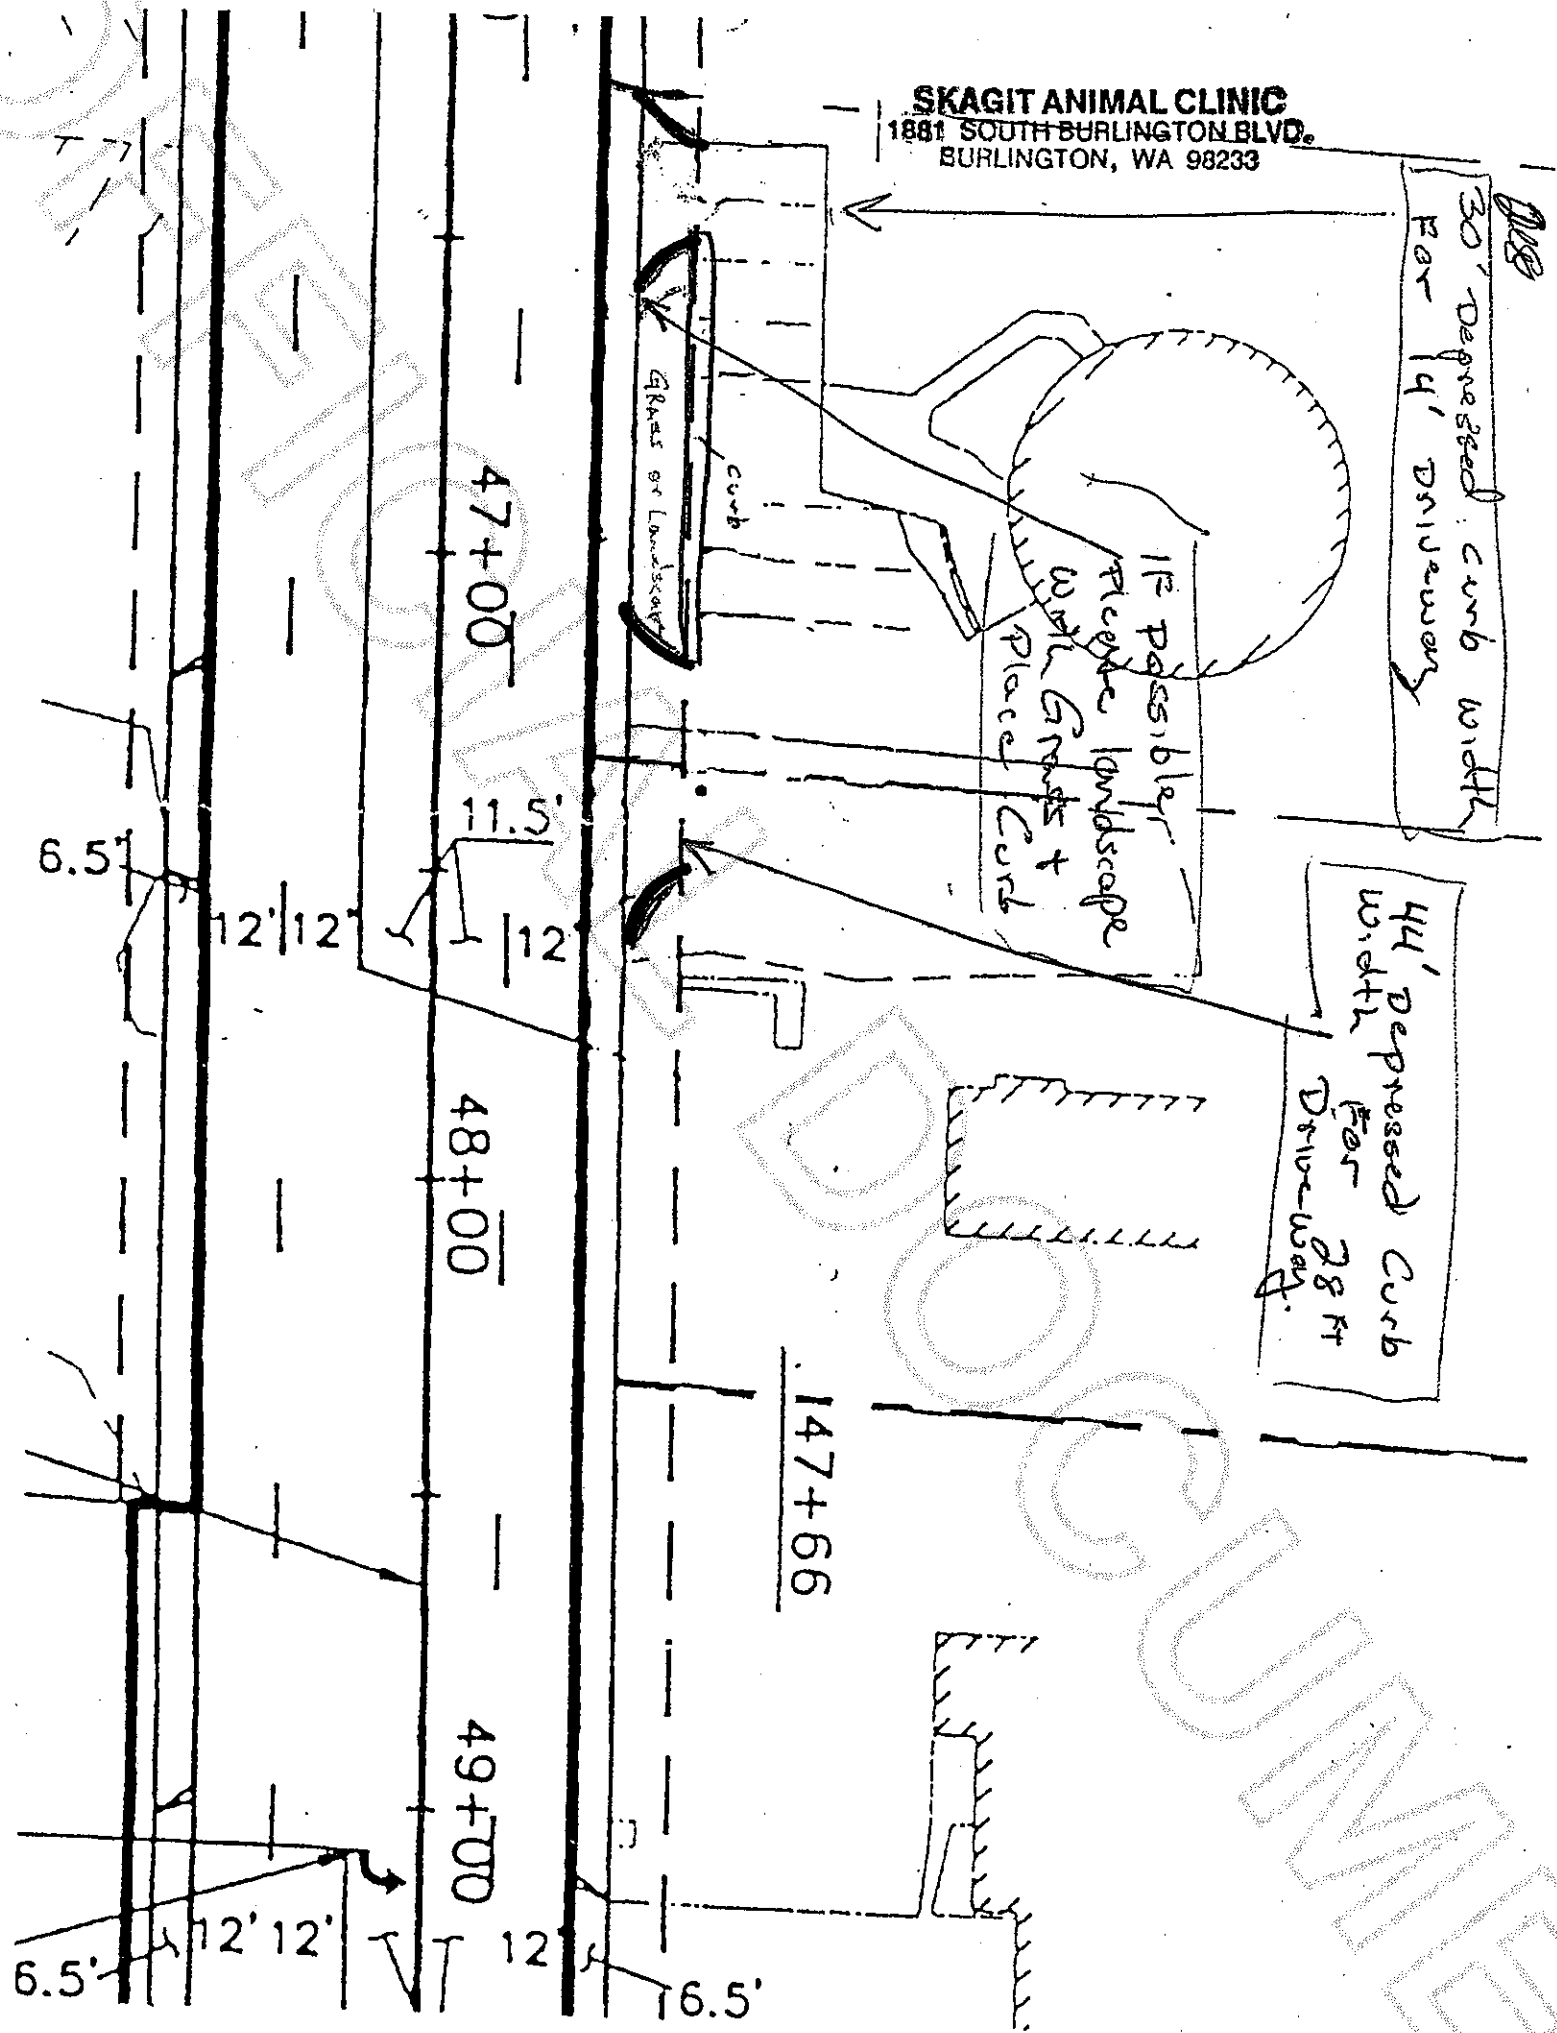 SKAGIT ANIMAL CLINIC
1881 SOUTH BURLINGTON BLVD.
BURLINGTON, WA 98233
30' Depressed curb width
For 14' Driveway
IF Possible
Please landscape
with Grass +
Place Curb
44' Depressed Curb
Width For 28 Ft
Driveway.
curb
Grass or Landscape
47+00
48+00
49+00
147+66
11.5'
6.5'
12'
12'
12'
6.5'
12'
12'
12'
6.5'
UNOFFICIAL DOCUMENT